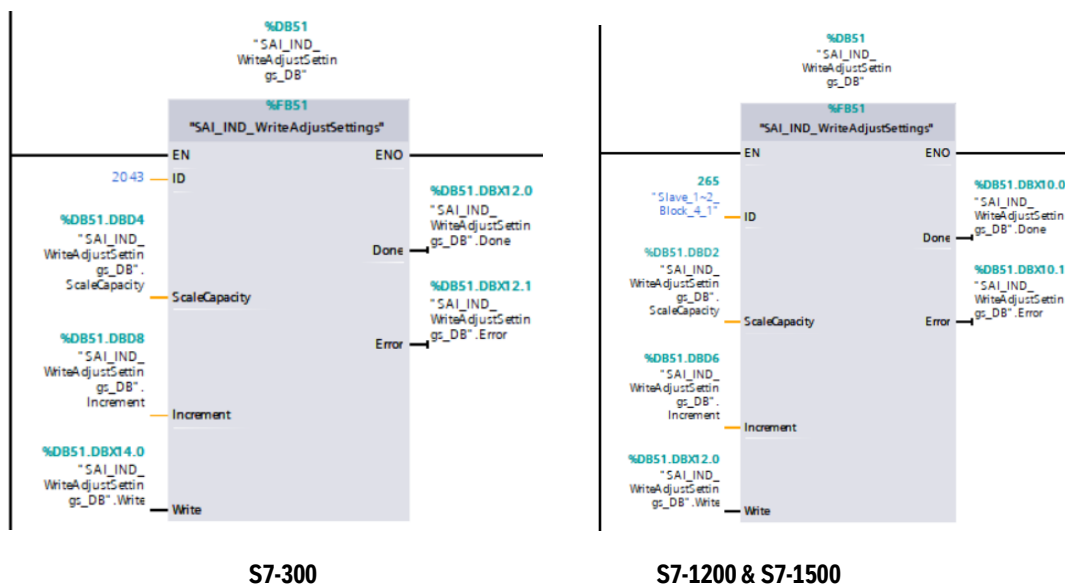 %DB51
"SAI_IND_
WriteAdjustSettin
gs_DB"
%FB51
"SAI_IND_WriteAdjustSettings"
EN
ENO
2043
ID
%DB51.DBX12.0
"SAI_IND_
WriteAdjustSettin
gs_DB".Done
Done
%DB51.DBD4
"SAI_IND_
WriteAdjustSettin
gs_DB".
ScaleCapacity
ScaleCapacity
%DB51.DBX12.1
"SAI_IND_
WriteAdjustSettin
gs_DB".Error
Error
%DB51.DBD8
"SAI_IND_
WriteAdjustSettin
gs_DB".
Increment
Increment
%DB51.DBX14.0
"SAI_IND_
WriteAdjustSettin
gs_DB".Write
Write
S7-300
%DB51
"SAI_IND_
WriteAdjustSettin
gs_DB"
%FB51
"SAI_IND_WriteAdjustSettings"
EN
ENO
265
"Slave_1~2_
Block_4_1"
ID
%DB51.DBX10.0
"SAI_IND_
WriteAdjustSettin
gs_DB".Done
Done
%DB51.DBD2
"SAI_IND_
WriteAdjustSettin
gs_DB".
ScaleCapacity
ScaleCapacity
%DB51.DBX10.1
"SAI_IND_
WriteAdjustSettin
gs_DB".Error
Error
%DB51.DBD6
"SAI_IND_
WriteAdjustSettin
gs_DB".
Increment
Increment
%DB51.DBX12.0
"SAI_IND_
WriteAdjustSettin
gs_DB".Write
Write
S7-1200 & S7-1500